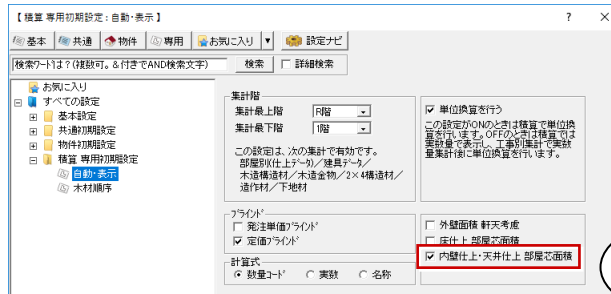 【 積算 専用初期設定 : 自動・表示 】
基本 共通 物件 専用 お気に入り 設定ナビ
検索ワードは? (複数可。&付きでAND検索文字) 検索 詳細検索
お気に入り
すべての設定
基本設定
共通初期設定
物件初期設定
積算 専用初期設定
自動・表示
木材順序
集計階
集計最上階 R階
集計最下階 1階
この設定は、次の集計で有効です。
部屋別(仕上データ)/建具データ/
木造構造材/木造金物/2×4構造材/
造作材/下地材
単位換算を行う
この設定がONのときは積算で単位換
算を行います。OFFのときは積算では
実数量で表示し、工事別集計で実数
量集計後に単位換算を行います。
ブラインド
発注単価ブラインド
定価ブラインド
計算式
数量コード 実数 名称
外壁面積 軒天考慮
床仕上 部屋芯面積
内壁仕上・天井仕上 部屋芯面積